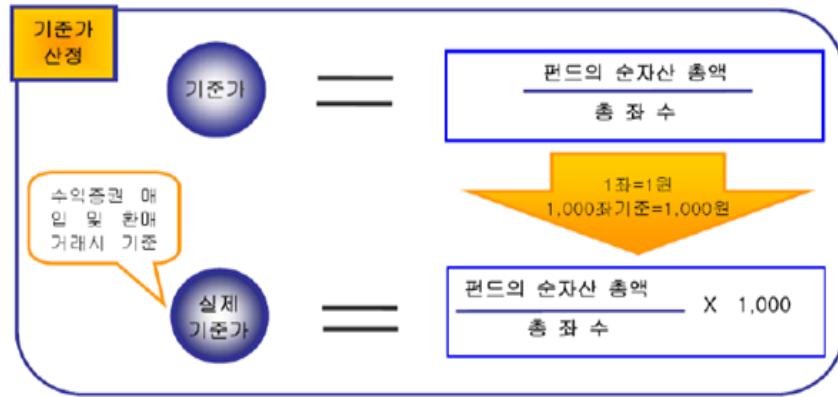 기준가
산정
기준가
펀드의 순자산 총액
총 좌 수
1좌=1원
1,000좌기준=1,000원
수익증권 매
입 및 환매
거래시 기준
실제
기준가
펀드의 순자산 총액
총 좌 수
X 1,000